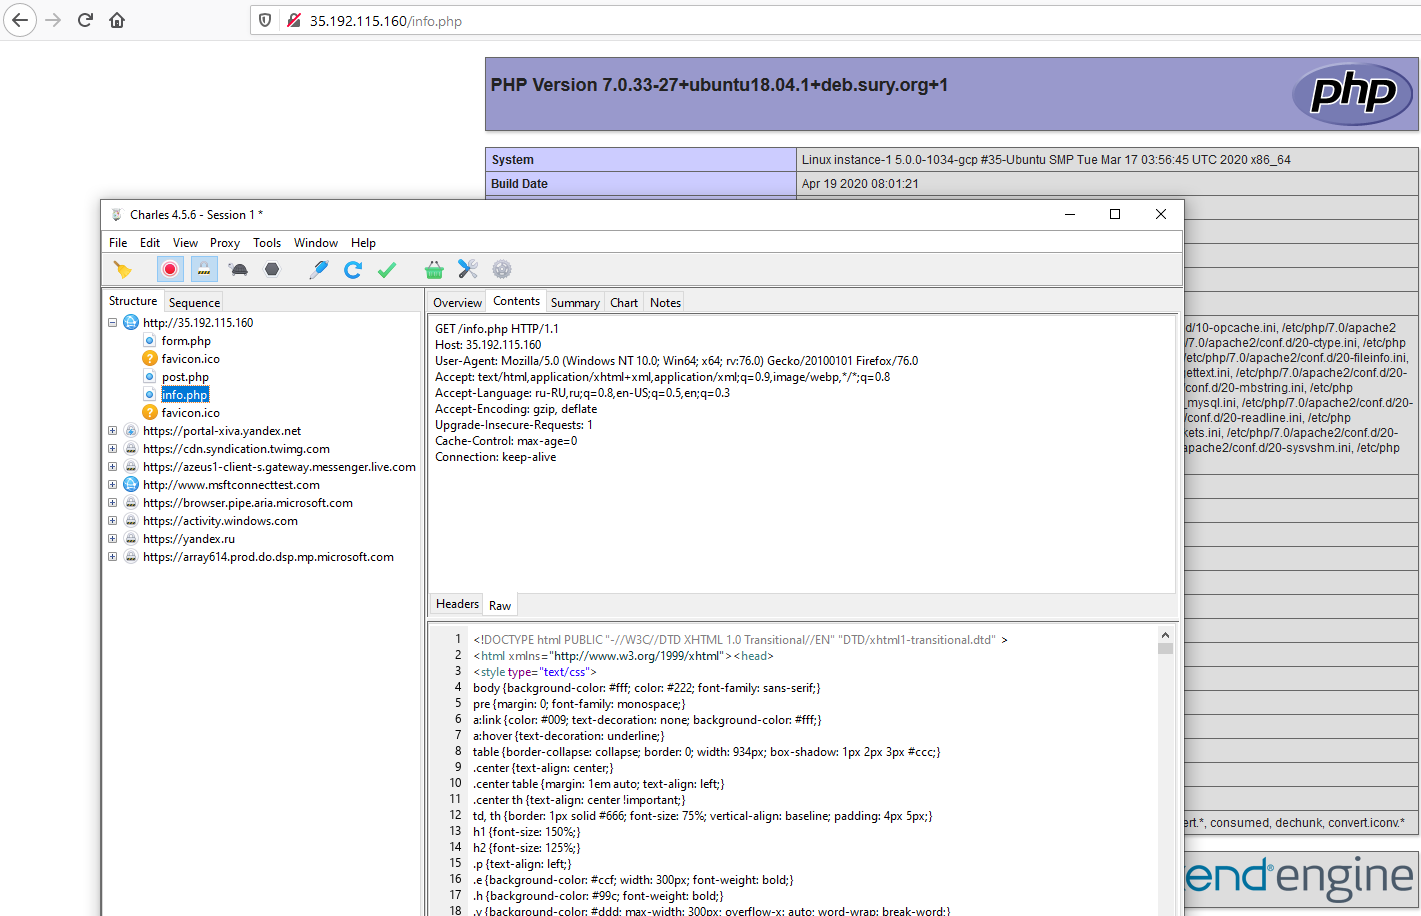 35.192.115.160/info.php
PHP Version 7.0.33-27+ubuntu18.04.1+deb.sury.org+1
php
System Linux instance-1 5.0.0-1034-gcp #35-Ubuntu SMP Tue Mar 17 03:56:45 UTC 2020 x86_64
Build Date Apr 19 2020 08:01:21
Charles 4.5.6 - Session 1 *
File Edit View Proxy Tools Window Help
Structure Sequence
http://35.192.115.160
form.php
favicon.ico
post.php
info.php
favicon.ico
https://portal-xiva.yandex.net
https://cdn.syndication.twimg.com
https://azeus1-client-s.gateway.messenger.live.com
http://www.msftconnecttest.com
https://browser.pipe.aria.microsoft.com
https://activity.windows.com
https://yandex.ru
https://array614.prod.do.dsp.mp.microsoft.com
Overview Contents Summary Chart Notes
GET /info.php HTTP/1.1
Host: 35.192.115.160
User-Agent: Mozilla/5.0 (Windows NT 10.0; Win64; x64; rv:76.0) Gecko/20100101 Firefox/76.0
Accept: text/html,application/xhtml+xml,application/xml;q=0.9,image/webp,*/*;q=0.8
Accept-Language: ru-RU,ru;q=0.8,en-US;q=0.5,en;q=0.3
Accept-Encoding: gzip, deflate
Upgrade-Insecure-Requests: 1
Cache-Control: max-age=0
Connection: keep-alive
Headers Raw
1 <!DOCTYPE html PUBLIC "-//W3C//DTD XHTML 1.0 Transitional//EN" "DTD/xhtml1-transitional.dtd" >
2 <html xmlns="http://www.w3.org/1999/xhtml"><head>
3 <style type="text/css">
4 body {background-color: #fff; color: #222; font-family: sans-serif;}
5 pre {margin: 0; font-family: monospace;}
6 a:link {color: #009; text-decoration: none; background-color: #fff;}
7 a:hover {text-decoration: underline;}
8 table {border-collapse: collapse; border: 0; width: 934px; box-shadow: 1px 2px 3px #ccc;}
9 .center {text-align: center;}
10 .center table {margin: 1em auto; text-align: left;}
11 .center th {text-align: center !important;}
12 td, th {border: 1px solid #666; font-size: 75%; vertical-align: baseline; padding: 4px 5px;}
13 h1 {font-size: 150%;}
14 h2 {font-size: 125%;}
15 .p {text-align: left;}
16 .e {background-color: #ccf; width: 300px; font-weight: bold;}
17 .h {background-color: #99c; font-weight: bold;}
18 .v {background-color: #ddd; max-width: 300px; overflow-x: auto; word-wrap: break-word;}
d/10-opcache.ini, /etc/php/7.0/apache2
/7.0/apache2/conf.d/20-ctype.ini, /etc/php
/etc/php/7.0/apache2/conf.d/20-fileinfo.ini,
gettext.ini, /etc/php/7.0/apache2/conf.d/20-
conf.d/20-mbstring.ini, /etc/php
_mysql.ini, /etc/php/7.0/apache2/conf.d/20-
conf.d/20-readline.ini, /etc/php
kets.ini, /etc/php/7.0/apache2/conf.d/20-
apache2/conf.d/20-sysvshm.ini, /etc/php
ert.*, consumed, dechunk, convert.iconv.*
end engine